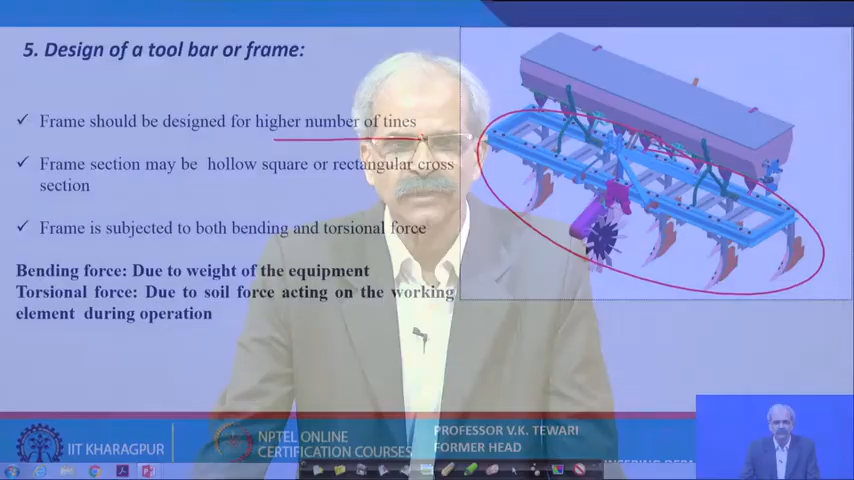 5. Design of a tool bar or frame:
✓ Frame should be designed for higher number of tines
✓ Frame section may be hollow square or rectangular cross
section
✓ Frame is subjected to both bending and torsional force
Bending force: Due to weight of the equipment
Torsional force: Due to soil force acting on the working
element during operation
IIT KHARAGPUR
NPTEL ONLINE
CERTIFICATION COURSES
PROFESSOR V.K. TEWARI
FORMER HEAD